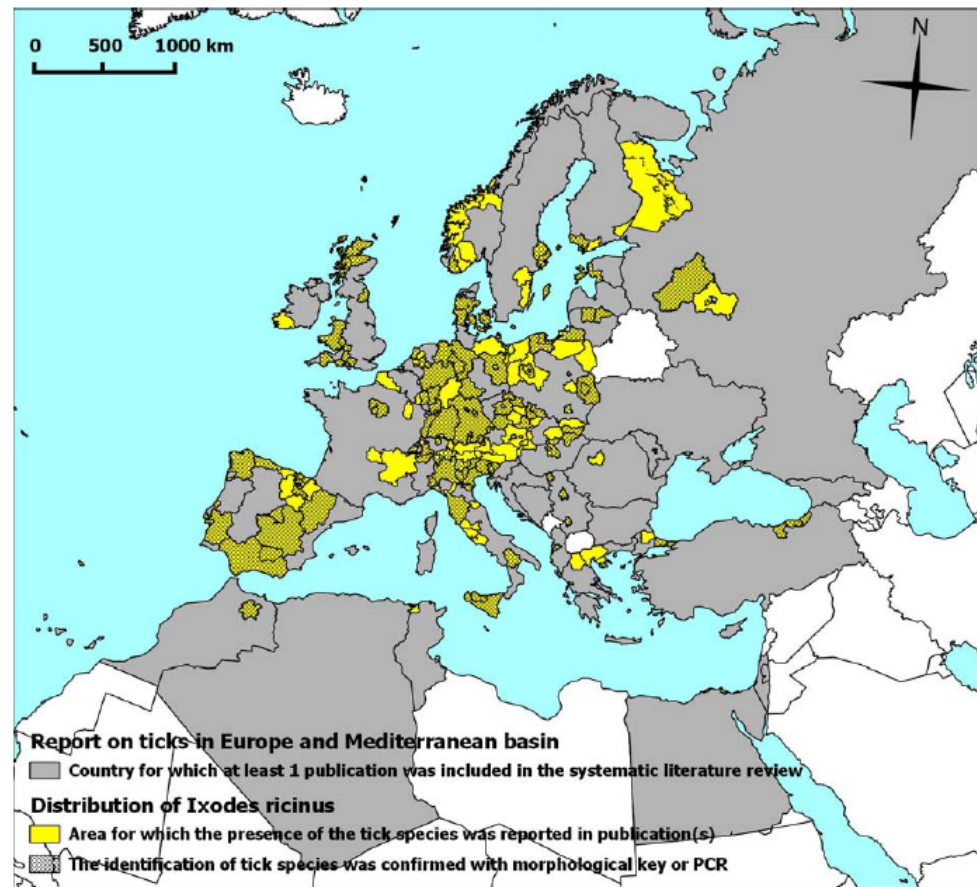 0 500 1000 km
N
Report on ticks in Europe and Mediterranean basin
Country for which at least 1 publication was included in the systematic literature review
Distribution of Ixodes ricinus
Area for which the presence of the tick species was reported in publication(s)
The identification of tick species was confirmed with morphological key or PCR